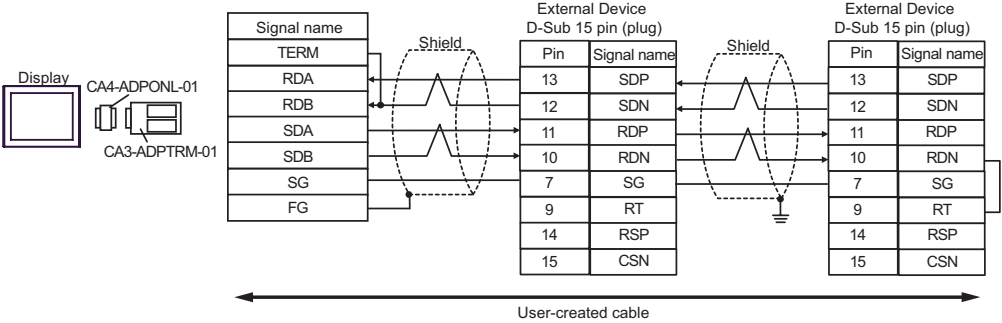 Display
CA4-ADPONL-01
CA3-ADPTRM-01
Signal name
TERM
RDA
RDB
SDA
SDB
SG
FG
Shield
External Device
D-Sub 15 pin (plug)
Pin Signal name
13 SDP
12 SDN
11 RDP
10 RDN
7 SG
9 RT
14 RSP
15 CSN
Shield
External Device
D-Sub 15 pin (plug)
Pin Signal name
13 SDP
12 SDN
11 RDP
10 RDN
7 SG
9 RT
14 RSP
15 CSN
User-created cable